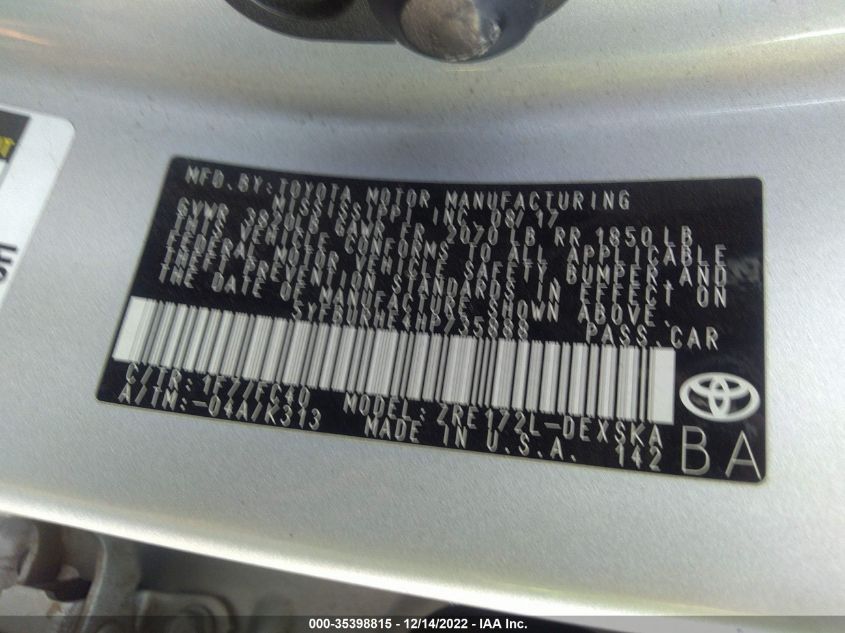 MFD. BY: TOYOTA MOTOR MANUFACTURING
MISSISSIPPI INC 08/17
GVWR 3820LB GAWR FR 2070 LB RR 1850 LB
THIS VEHICLE CONFORMS TO ALL APPLICABLE
FEDERAL MOTOR VEHICLE SAFETY, BUMPER, AND
THEFT PREVENTION STANDARDS IN EFFECT ON
THE DATE OF MANUFACTURE SHOWN ABOVE.
5YFBURHE4HP735888 PASS. CAR
C/TR: 1F7/FC40 MODEL: ZRE172L-DEXSKA
A/TM: -04A/K313 MADE IN U.S.A. 142
BA
000-35398815 - 12/14/2022 - IAA Inc.